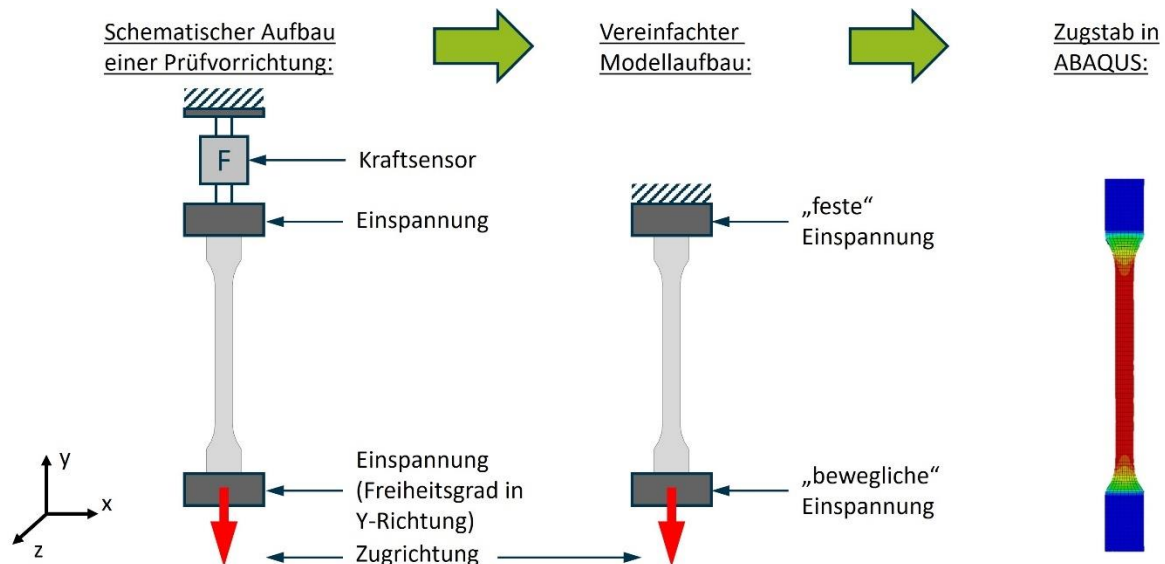 Schematischer Aufbau
einer Prüfvorrichtung:
Vereinfachter
Modellaufbau:
Zugstab in
ABAQUS:
F
Kraftsensor
Einspannung
„feste“
Einspannung
Einspannung
(Freiheitsgrad in
Y-Richtung)
„bewegliche“
Einspannung
Zugrichtung
y
x
z